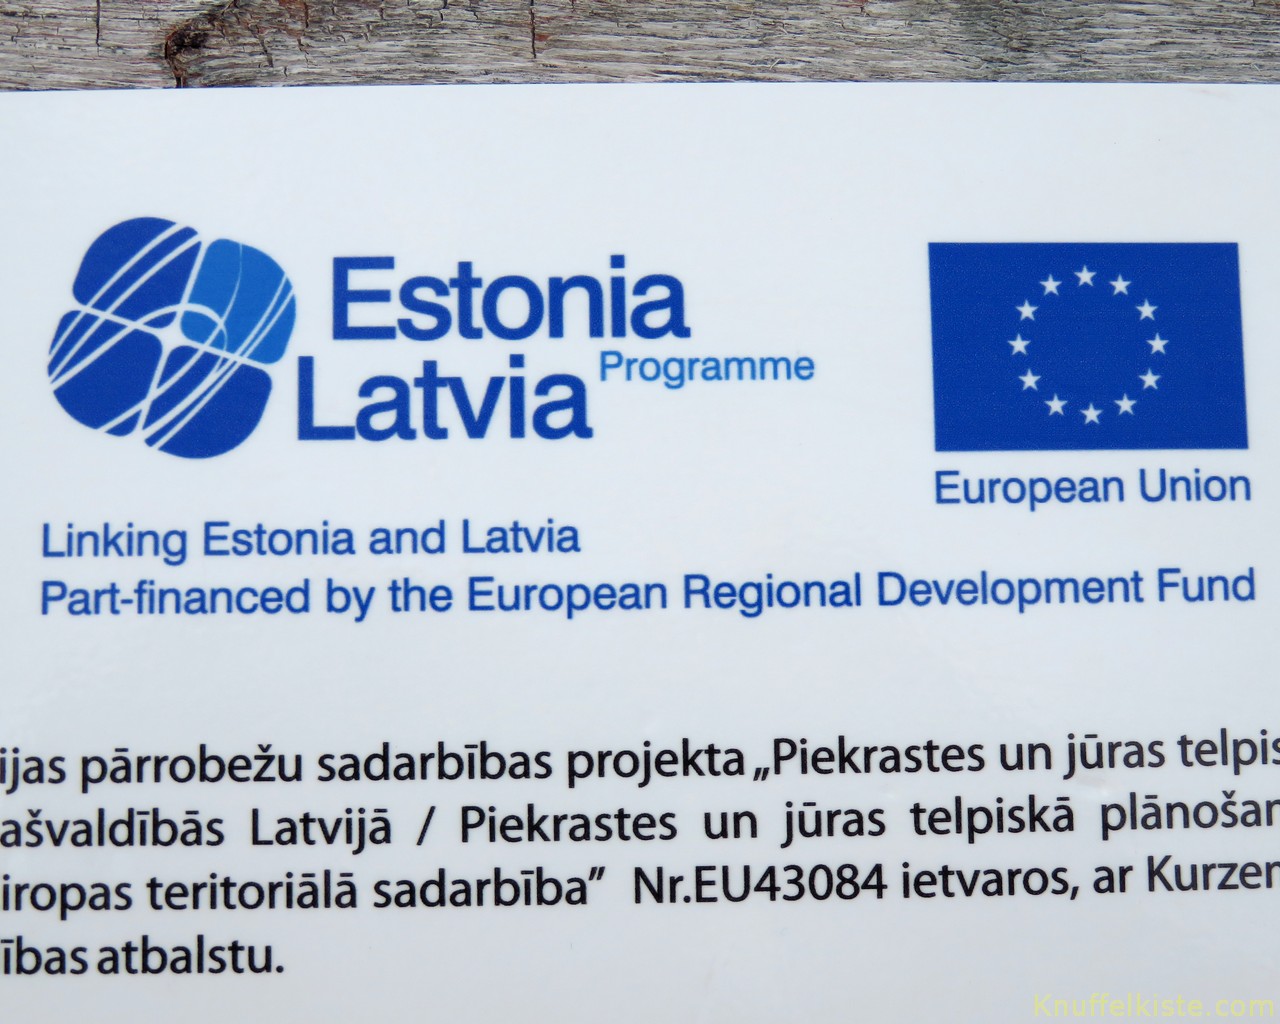 Estonia
Latvia Programme
European Union
Linking Estonia and Latvia
Part-financed by the European Regional Development Fund
ijas pārrobežu sadarbības projekta „Piekrastes un jūras telpis
ašvaldībās Latvijā / Piekrastes un jūras telpiskā plānošan
iropas teritoriālā sadarbība” Nr.EU43084 ietvaros, ar Kurzem
ības atbalstu.
Knuffelkiste.com